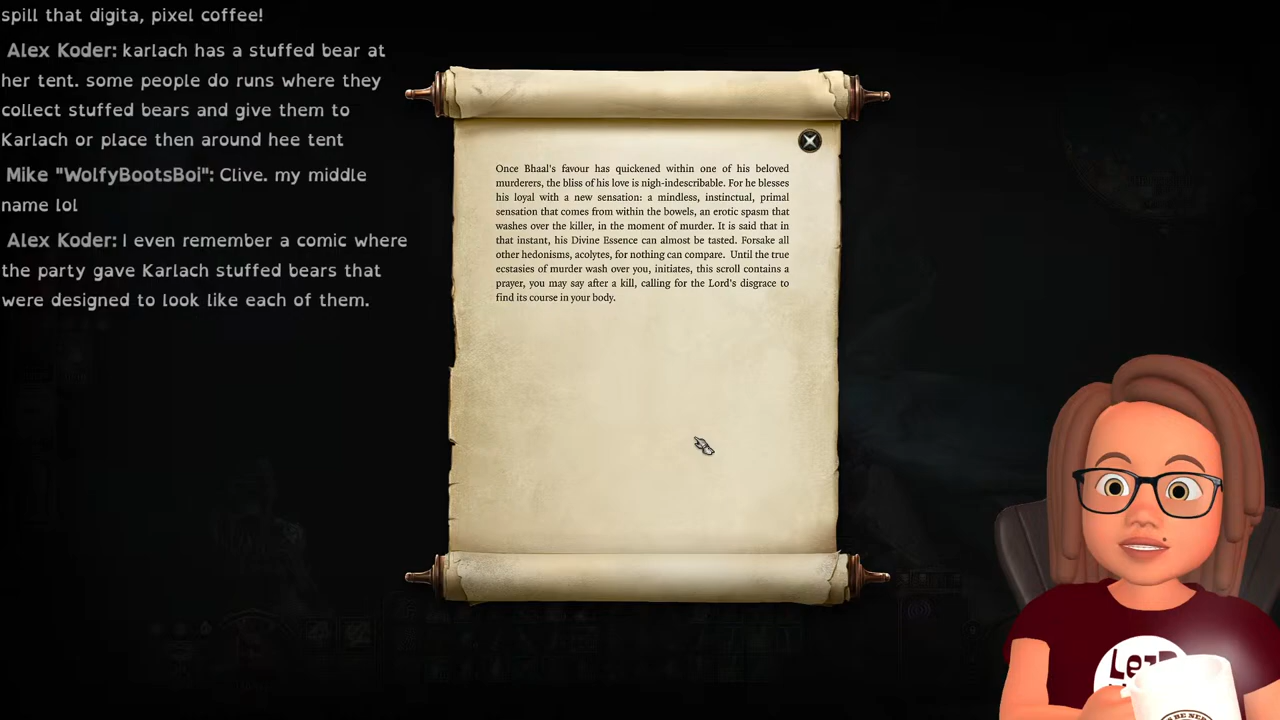 spill that digita, pixel coffee!
Alex Koder: karlach has a stuffed bear at
her tent. some people do runs where they
collect stuffed bears and give them to
Karlach or place then around hee tent
Mike "WolfyBootsBoi": Clive. my middle
name lol
Alex Koder: I even remember a comic where
the party gave Karlach stuffed bears that
were designed to look like each of them.
Once Bhaal's favour has quickened within one of his beloved
murderers, the bliss of his love is nigh-indescribable. For he blesses
his loyal with a new sensation: a mindless, instinctual, primal
sensation that comes from within the bowels, an erotic spasm that
washes over the killer, in the moment of murder. It is said that in
that instant, his Divine Essence can almost be tasted. Forsake all
other hedonisms, acolytes, for nothing can compare. Until the true
ecstasies of murder wash over you, initiates, this scroll contains a
prayer, you may say after a kill, calling for the Lord's disgrace to
find its course in your body.